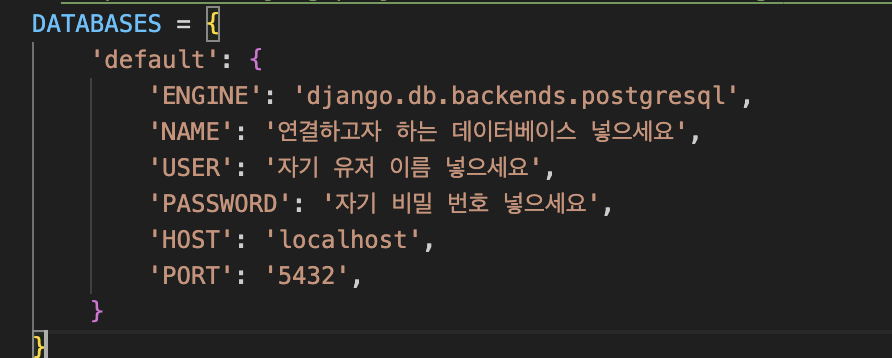 DATABASES = {
'default': {
'ENGINE': 'django.db.backends.postgresql',
'NAME': '연결하고자 하는 데이터베이스 넣으세요',
'USER': '자기 유저 이름 넣으세요',
'PASSWORD': '자기 비밀 번호 넣으세요',
'HOST': 'localhost',
'PORT': '5432',
}
}